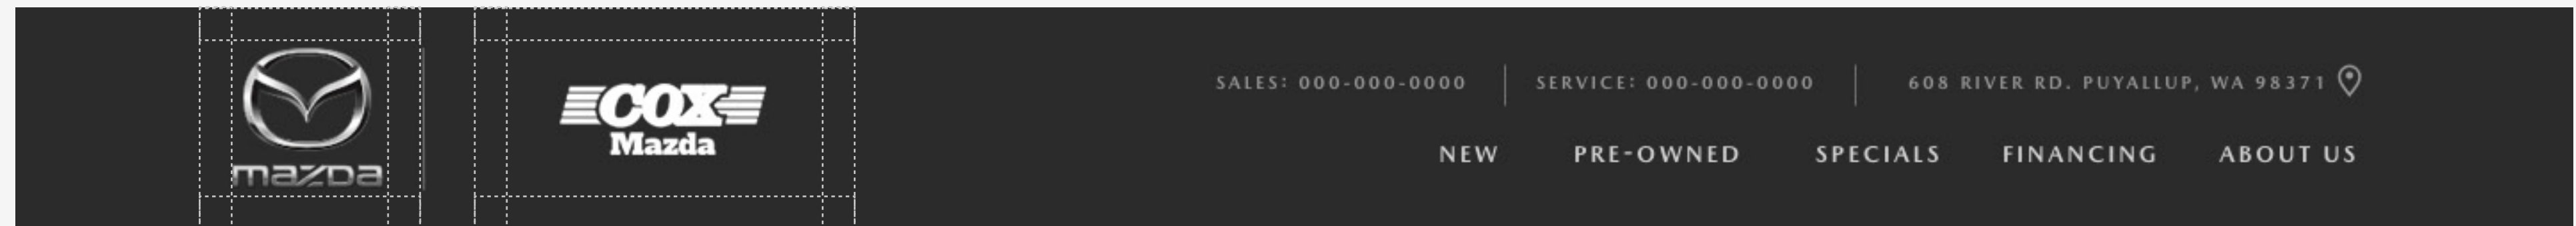 mazda
COX
Mazda
SALES: 000-000-0000
SERVICE: 000-000-0000
608 RIVER RD. PUYALLUP, WA 98371
NEW
PRE-OWNED
SPECIALS
FINANCING
ABOUT US